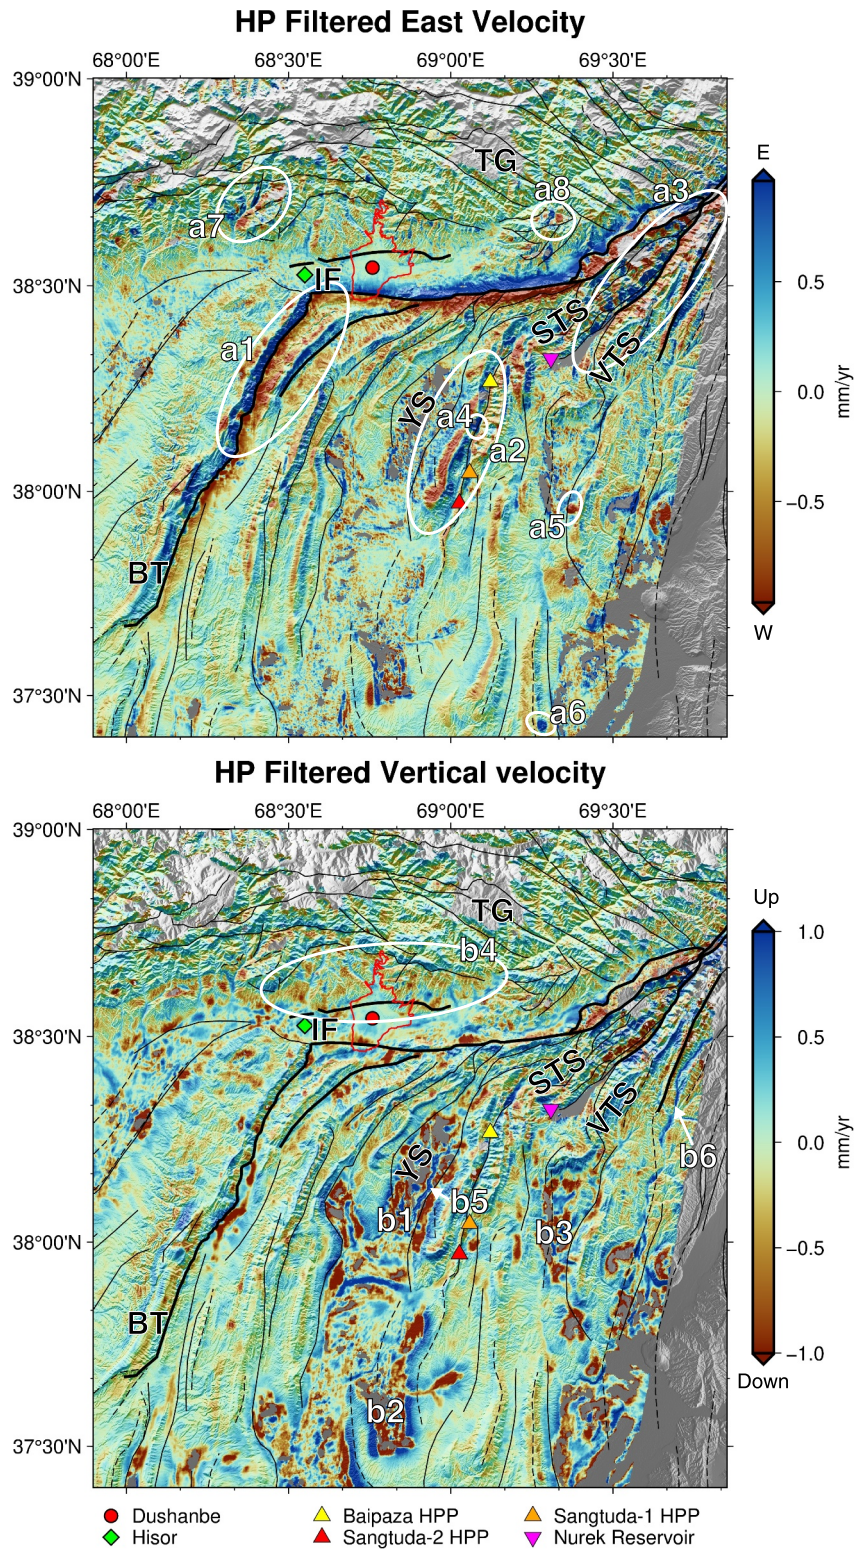 HP Filtered East Velocity
68°00'E 68°30'E 69°00'E 69°30'E
39°00'N
38°30'N
38°00'N
37°30'N
TG
a7
a8
a3
IF
a1
STS
VTS
YS
a4
a2
a5
BT
a6
E
0.5
0.0
−0.5
W
mm/yr
HP Filtered Vertical velocity
68°00'E 68°30'E 69°00'E 69°30'E
39°00'N
38°30'N
38°00'N
37°30'N
TG
b4
IF
STS
VTS
b6
YS
b5
b1
b3
BT
b2
Up
1.0
0.5
0.0
−0.5
−1.0
Down
mm/yr
Dushanbe Baipaza HPP Sangtuda-1 HPP
Hisor Sangtuda-2 HPP Nurek Reservoir